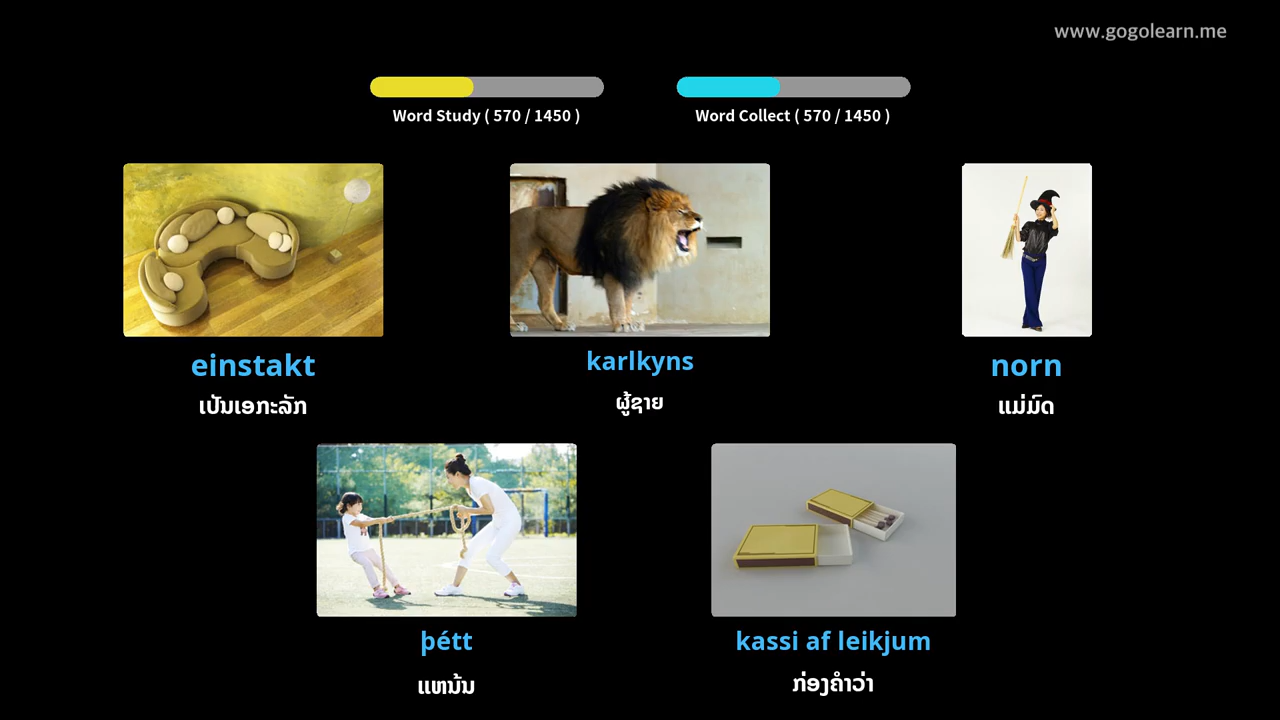 www.gogolearn.me
Word Study ( 570 / 1450 )
Word Collect ( 570 / 1450 )
einstakt
ເປັນເອກະລັກ
karlkyns
ຜູ້ຊາຍ
norn
ແມ່ມົດ
þétt
ແຫນ້ນ
kassi af leikjum
ກ່ອງຄໍາວ່າ